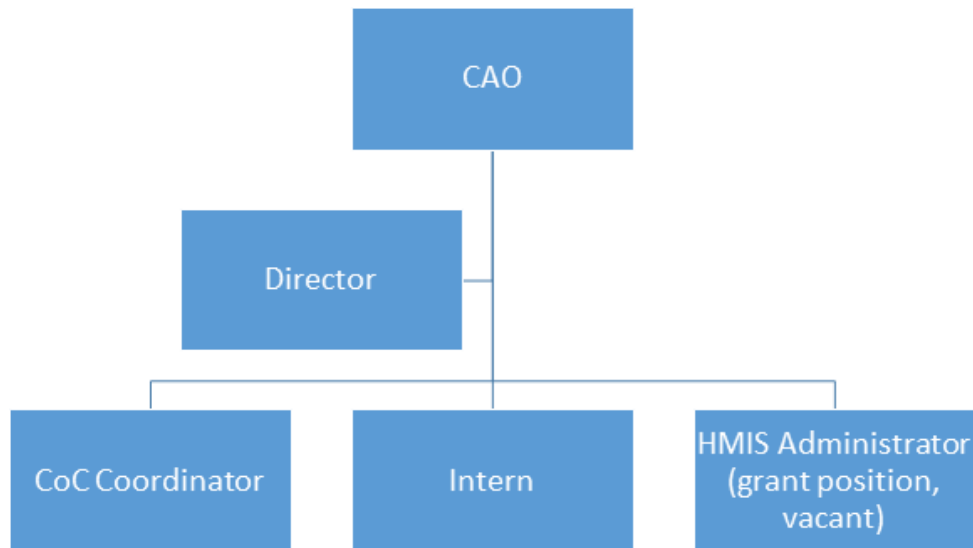 CAO
Director
CoC Coordinator
Intern
HMIS Administrator
(grant position,
vacant)